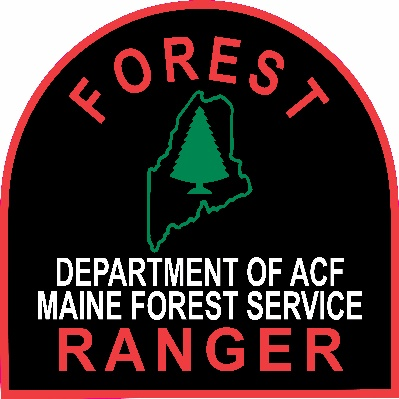 FOREST
DEPARTMENT OF ACF
MAINE FOREST SERVICE
RANGER